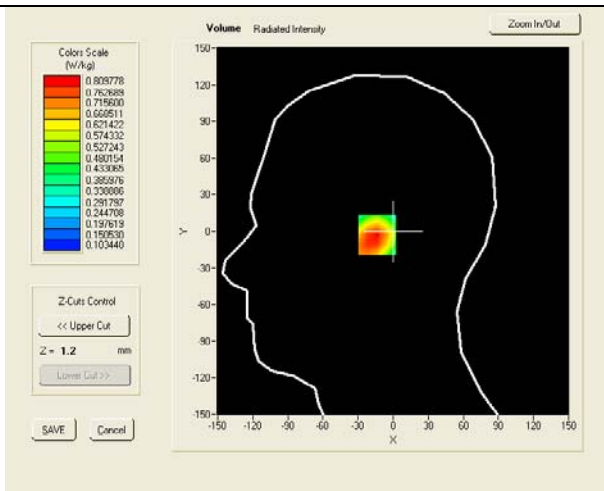 Volume Radiated Intensity
Zoom In/Out
Colors Scale
(W/kg)
0.809778
0.762689
0.715600
0.668511
0.621422
0.574332
0.527243
0.480154
0.433065
0.385976
0.338886
0.291797
0.244708
0.197619
0.150530
0.103440
Z-Cuts Control
<< Upper Cut
Z = 1.2 mm
Lower Cut >>
SAVE Cancel
150-
120-
90-
60-
30-
0-
-30-
-60-
-90-
-120-
-150-
Y
-150 -120 -90 -60 -30 0 30 60 90 120 150
X